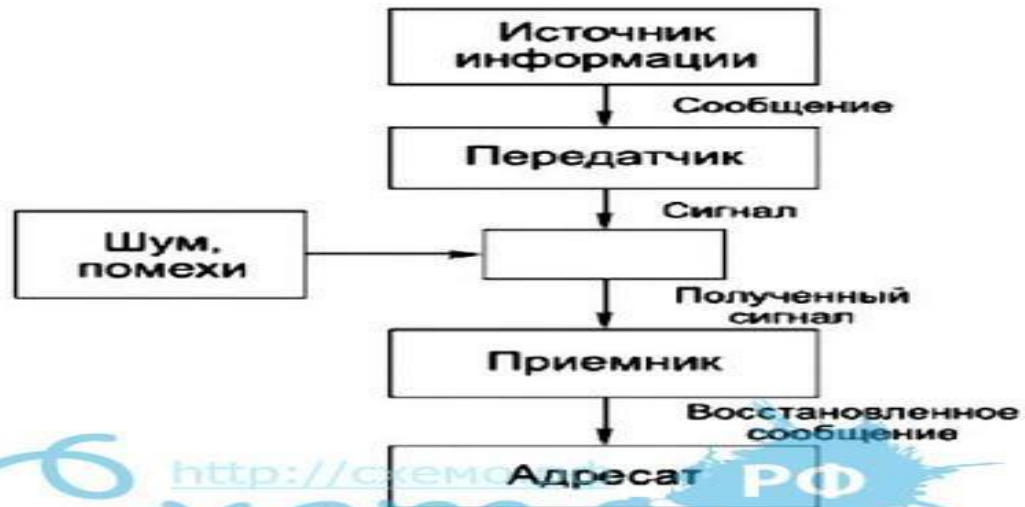 Источник
информации
Сообщение
Передатчик
Сигнал
Шум,
помехи
Полученный
сигнал
Приемник
Восстановленное
сообщение
Адресат
РФ